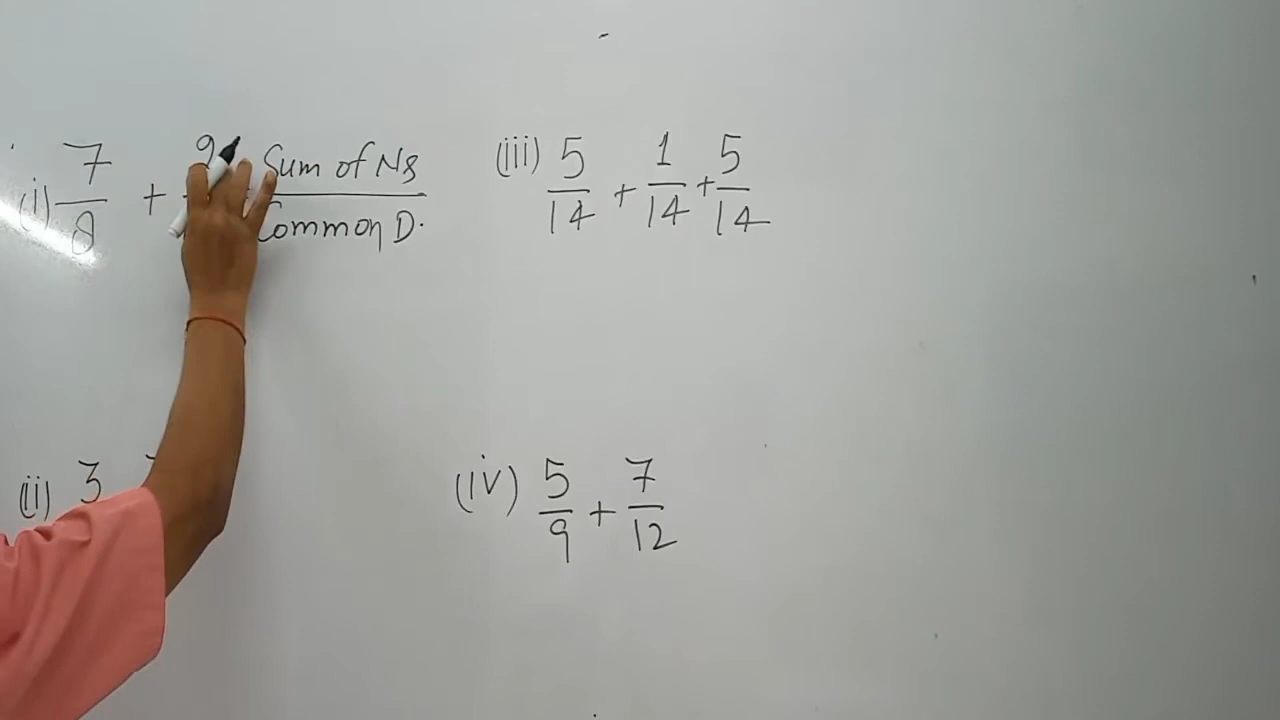 (i) 7/8 + 9 = Sum of Ns / Common D.
(ii) 3
(iii) 5/14 + 1/14 + 5/14
(iv) 5/9 + 7/12